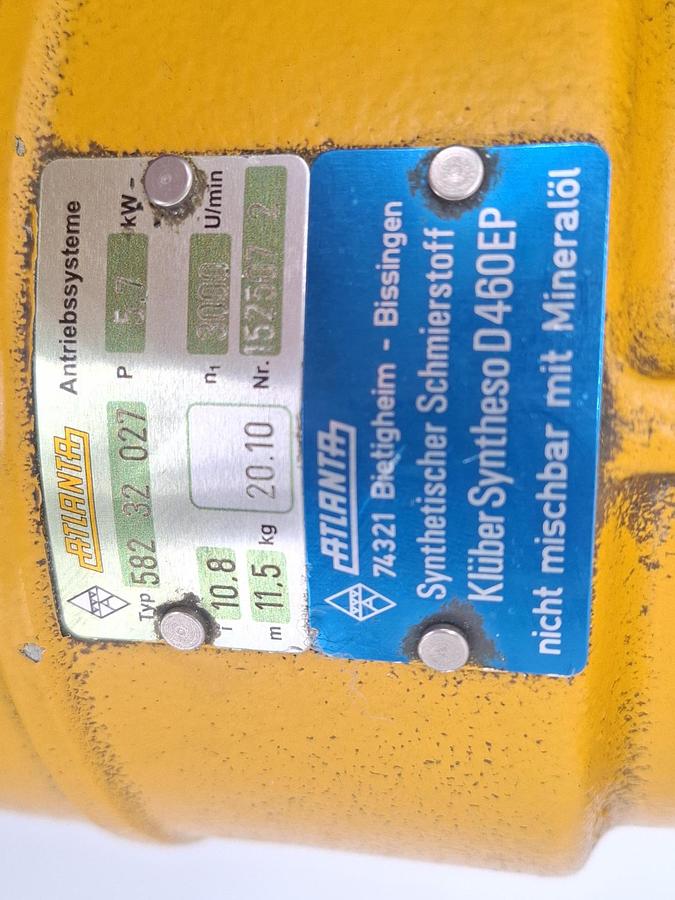 ATLANTA Antriebssysteme
Typ 582 32 027 P 5,7 kW
i 10.8 n₁ 3000 U/min
m 11,5 kg 20.10 Nr. 152507 2
ATLANTA
74321 Bietigheim - Bissingen
Synthetischer Schmierstoff
Klüber Syntheso D460EP
nicht mischbar mit Mineralöl